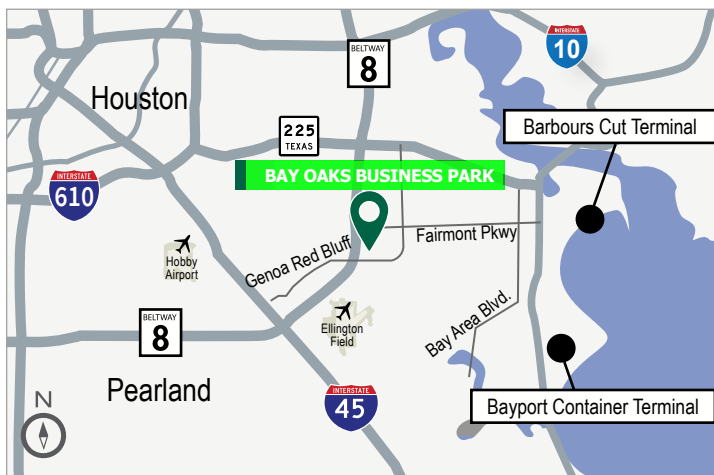 INTERSTATE
10
BELTWAY
8
Houston
225
TEXAS
Barbours Cut Terminal
BAY OAKS BUSINESS PARK
INTERSTATE
610
Hobby
Airport
Genoa Red Bluff
Fairmont Pkwy
BELTWAY
8
Ellington
Field
Bay Area Blvd.
Pearland
INTERSTATE
45
Bayport Container Terminal
N